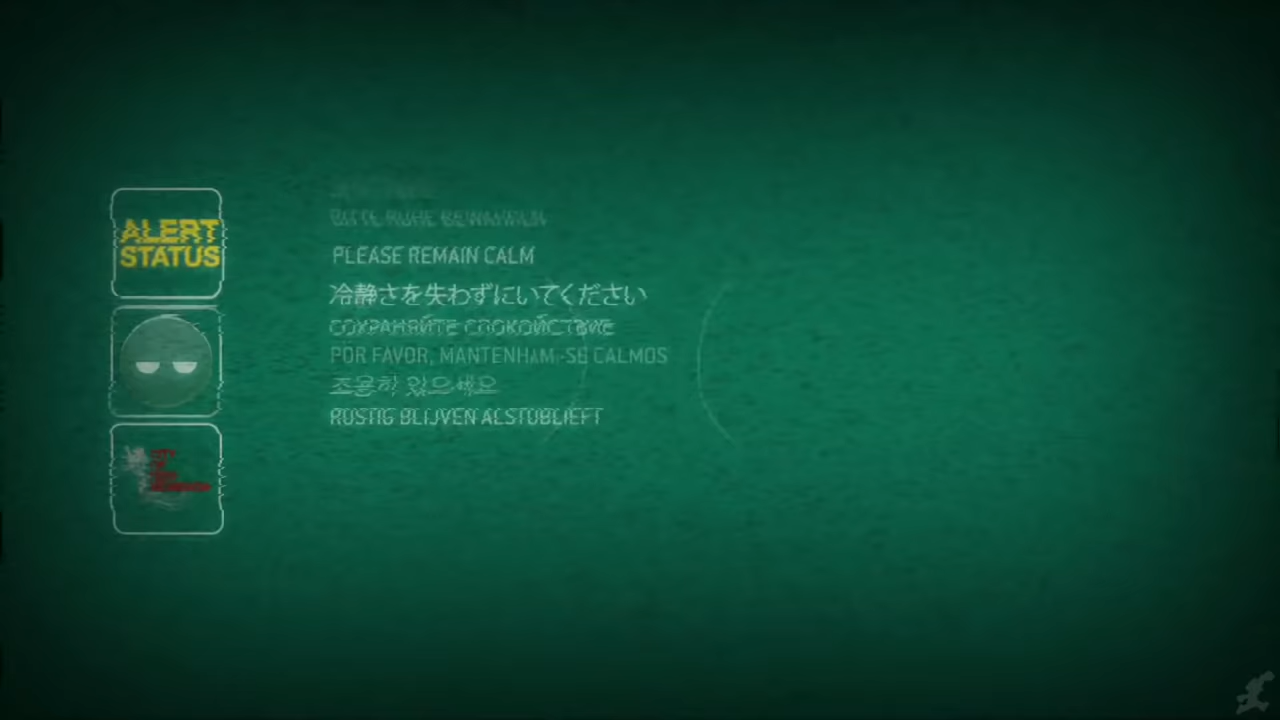 ALERT
STATUS
BITTE RUHE BEWAHREN
PLEASE REMAIN CALM
冷静さを失わずにいてください
СОХРАНЯЙТЕ СПОКОЙСТВИЕ
POR FAVOR, MANTENHAM-SE CALMOS
조용히 있으세요
RUSTIG BLIJVEN ALSTUBLIEFT
CITY
OF